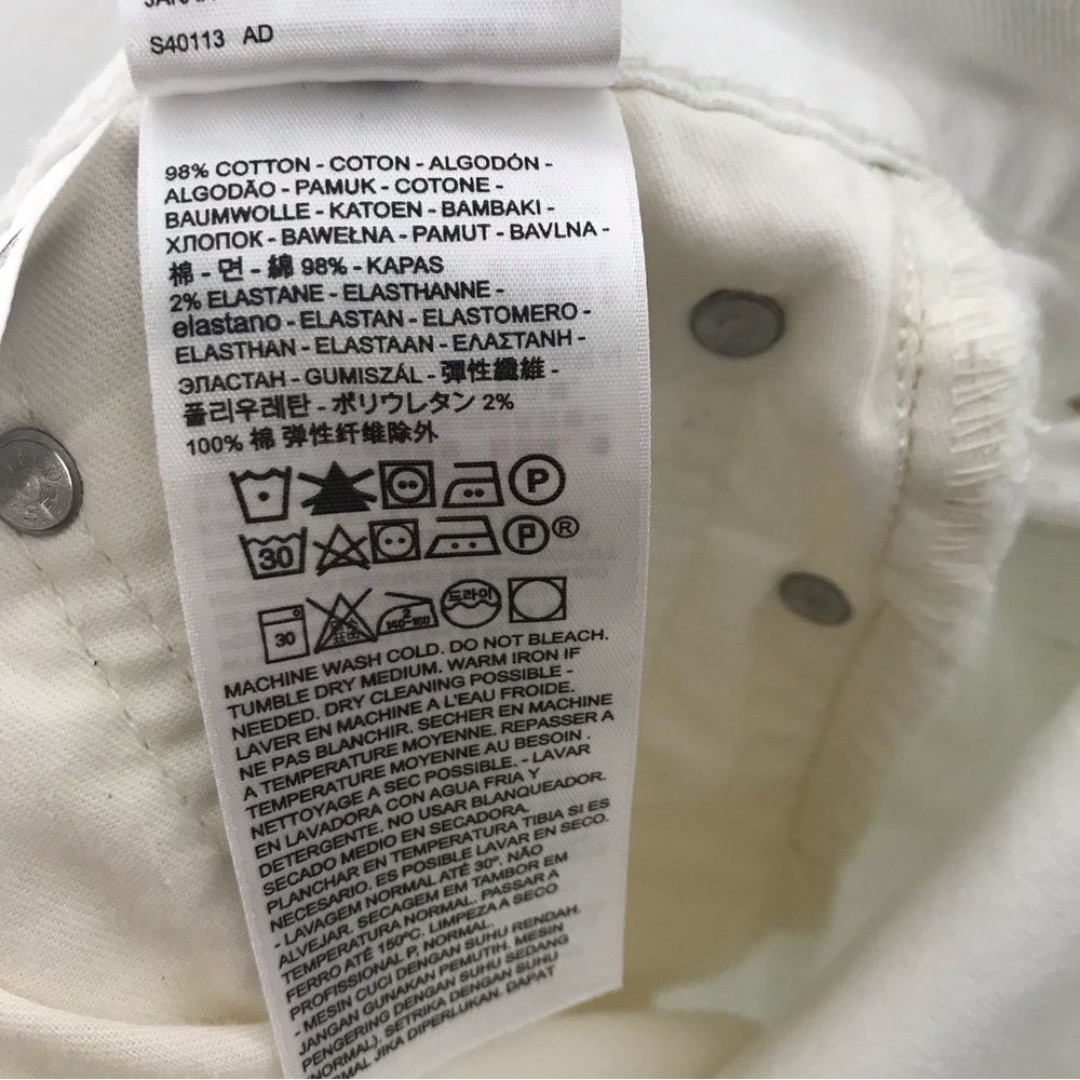 S40113 AD
98% COTTON - COTON - ALGODÓN -
ALGODÃO - PAMUK - COTONE -
BAUMWOLLE - KATOEN - BAMBAKI -
ХЛОПОК - BAWEŁNA - PAMUT - BAVLNA -
棉 - 면 - 綿 98% - KAPAS
2% ELASTANE - ELASTHANNE -
elastano - ELASTAN - ELASTOMERO -
ELASTHAN - ELASTAAN - ΕΛΑΣΤΑΝΗ -
ЭЛАСТАН - GUMISZÁL - 彈性纖維 -
폴리우레탄 - ポリウレタン 2%
100% 棉 弹性纤维除外
P
30 P®
30 드라이
MACHINE WASH COLD. DO NOT BLEACH.
TUMBLE DRY MEDIUM. WARM IRON IF
NEEDED. DRY CLEANING POSSIBLE -
LAVER EN MACHINE A L'EAU FROIDE.
NE PAS BLANCHIR. SECHER EN MACHINE
A TEMPERATURE MOYENNE. REPASSER A
TEMPERATURE MOYENNE AU BESOIN .
NETTOYAGE A SEC POSSIBLE. - LAVAR
EN LAVADORA CON AGUA FRIA Y
DETERGENTE. NO USAR BLANQUEADOR.
SECADO MEDIO EN SECADORA.
PLANCHAR EN TEMPERATURA TIBIA SI ES
NECESARIO. ES POSIBLE LAVAR EN SECO.
- LAVAGEM NORMAL ATÉ 30º. NÃO
ALVEJAR. SECAGEM EM TAMBOR EM
TEMPERATURA NORMAL. PASSAR A
FERRO ATÉ 150ºC. LIMPEZA A SECO
PROFISSIONAL P, NORMAL.
- MESIN CUCI DENGAN SUHU RENDAH.
JANGAN GUNAKAN PEMUTIH. MESIN
PENGERING DENGAN SUHU SEDANG
(NORMAL). SETRIKA DENGAN SUHU
NORMAL JIKA DIPERLUKAN. DAPAT